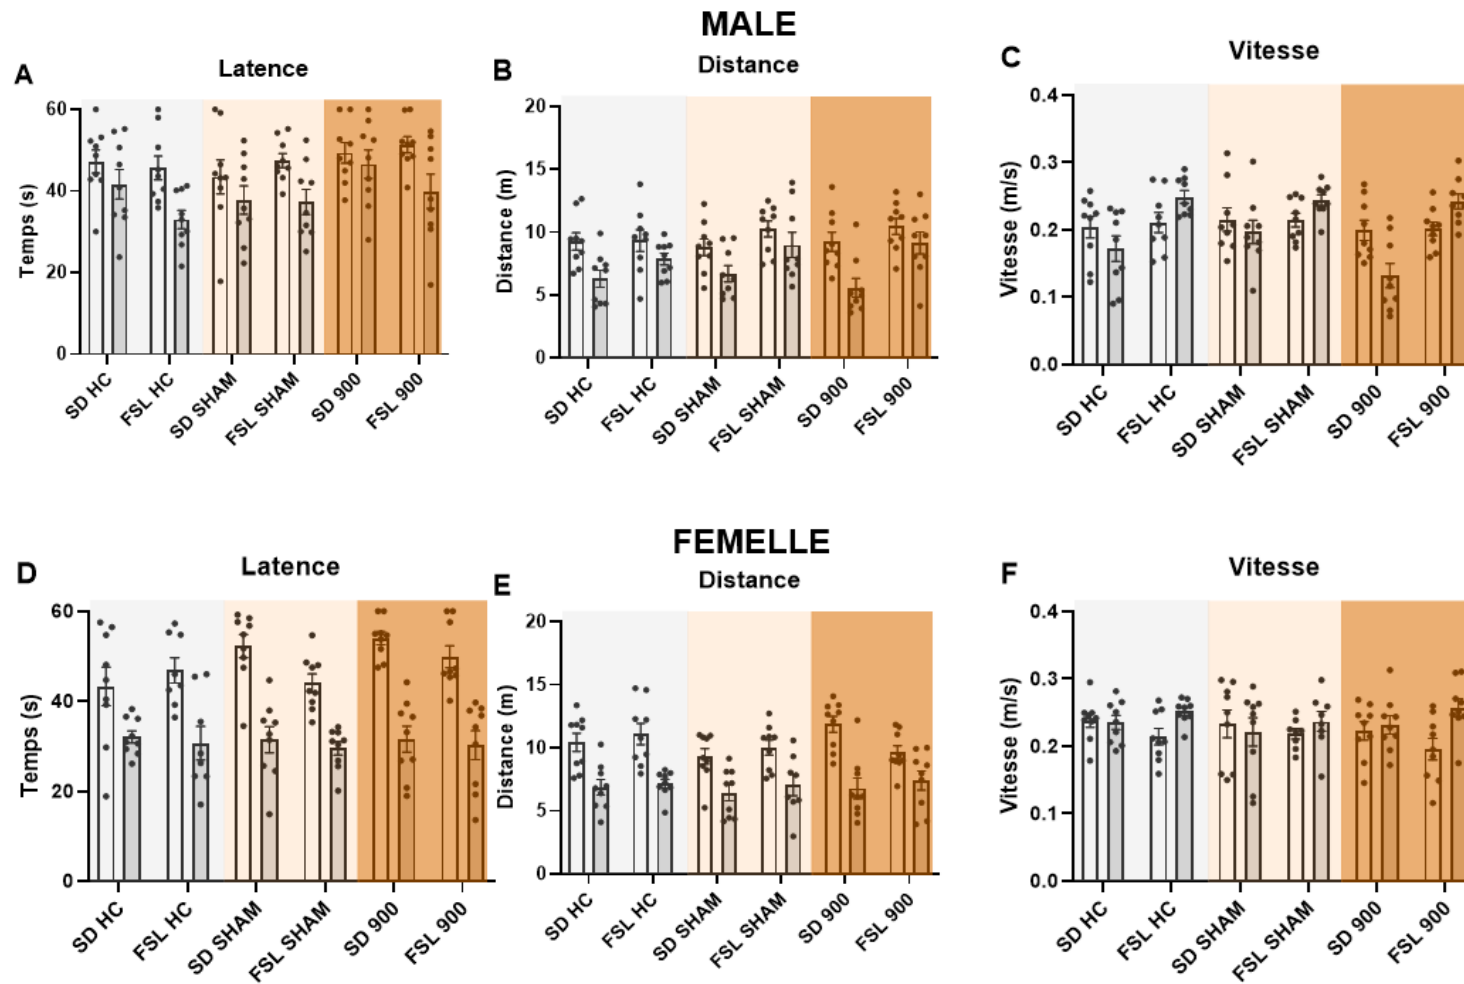 MALE
A
Latence
Temps (s)
60
40
20
0
SD HC
FSL HC
SD SHAM
FSL SHAM
SD 900
FSL 900
B
Distance
Distance (m)
20
15
10
5
0
SD HC
FSL HC
SD SHAM
FSL SHAM
SD 900
FSL 900
C
Vitesse
Vitesse (m/s)
0.4
0.3
0.2
0.1
0.0
SD HC
FSL HC
SD SHAM
FSL SHAM
SD 900
FSL 900
FEMELLE
D
Latence
Temps (s)
60
40
20
0
SD HC
FSL HC
SD SHAM
FSL SHAM
SD 900
FSL 900
E
Distance
Distance (m)
20
15
10
5
0
SD HC
FSL HC
SD SHAM
FSL SHAM
SD 900
FSL 900
F
Vitesse
Vitesse (m/s)
0.4
0.3
0.2
0.1
0.0
SD HC
FSL HC
SD SHAM
FSL SHAM
SD 900
FSL 900